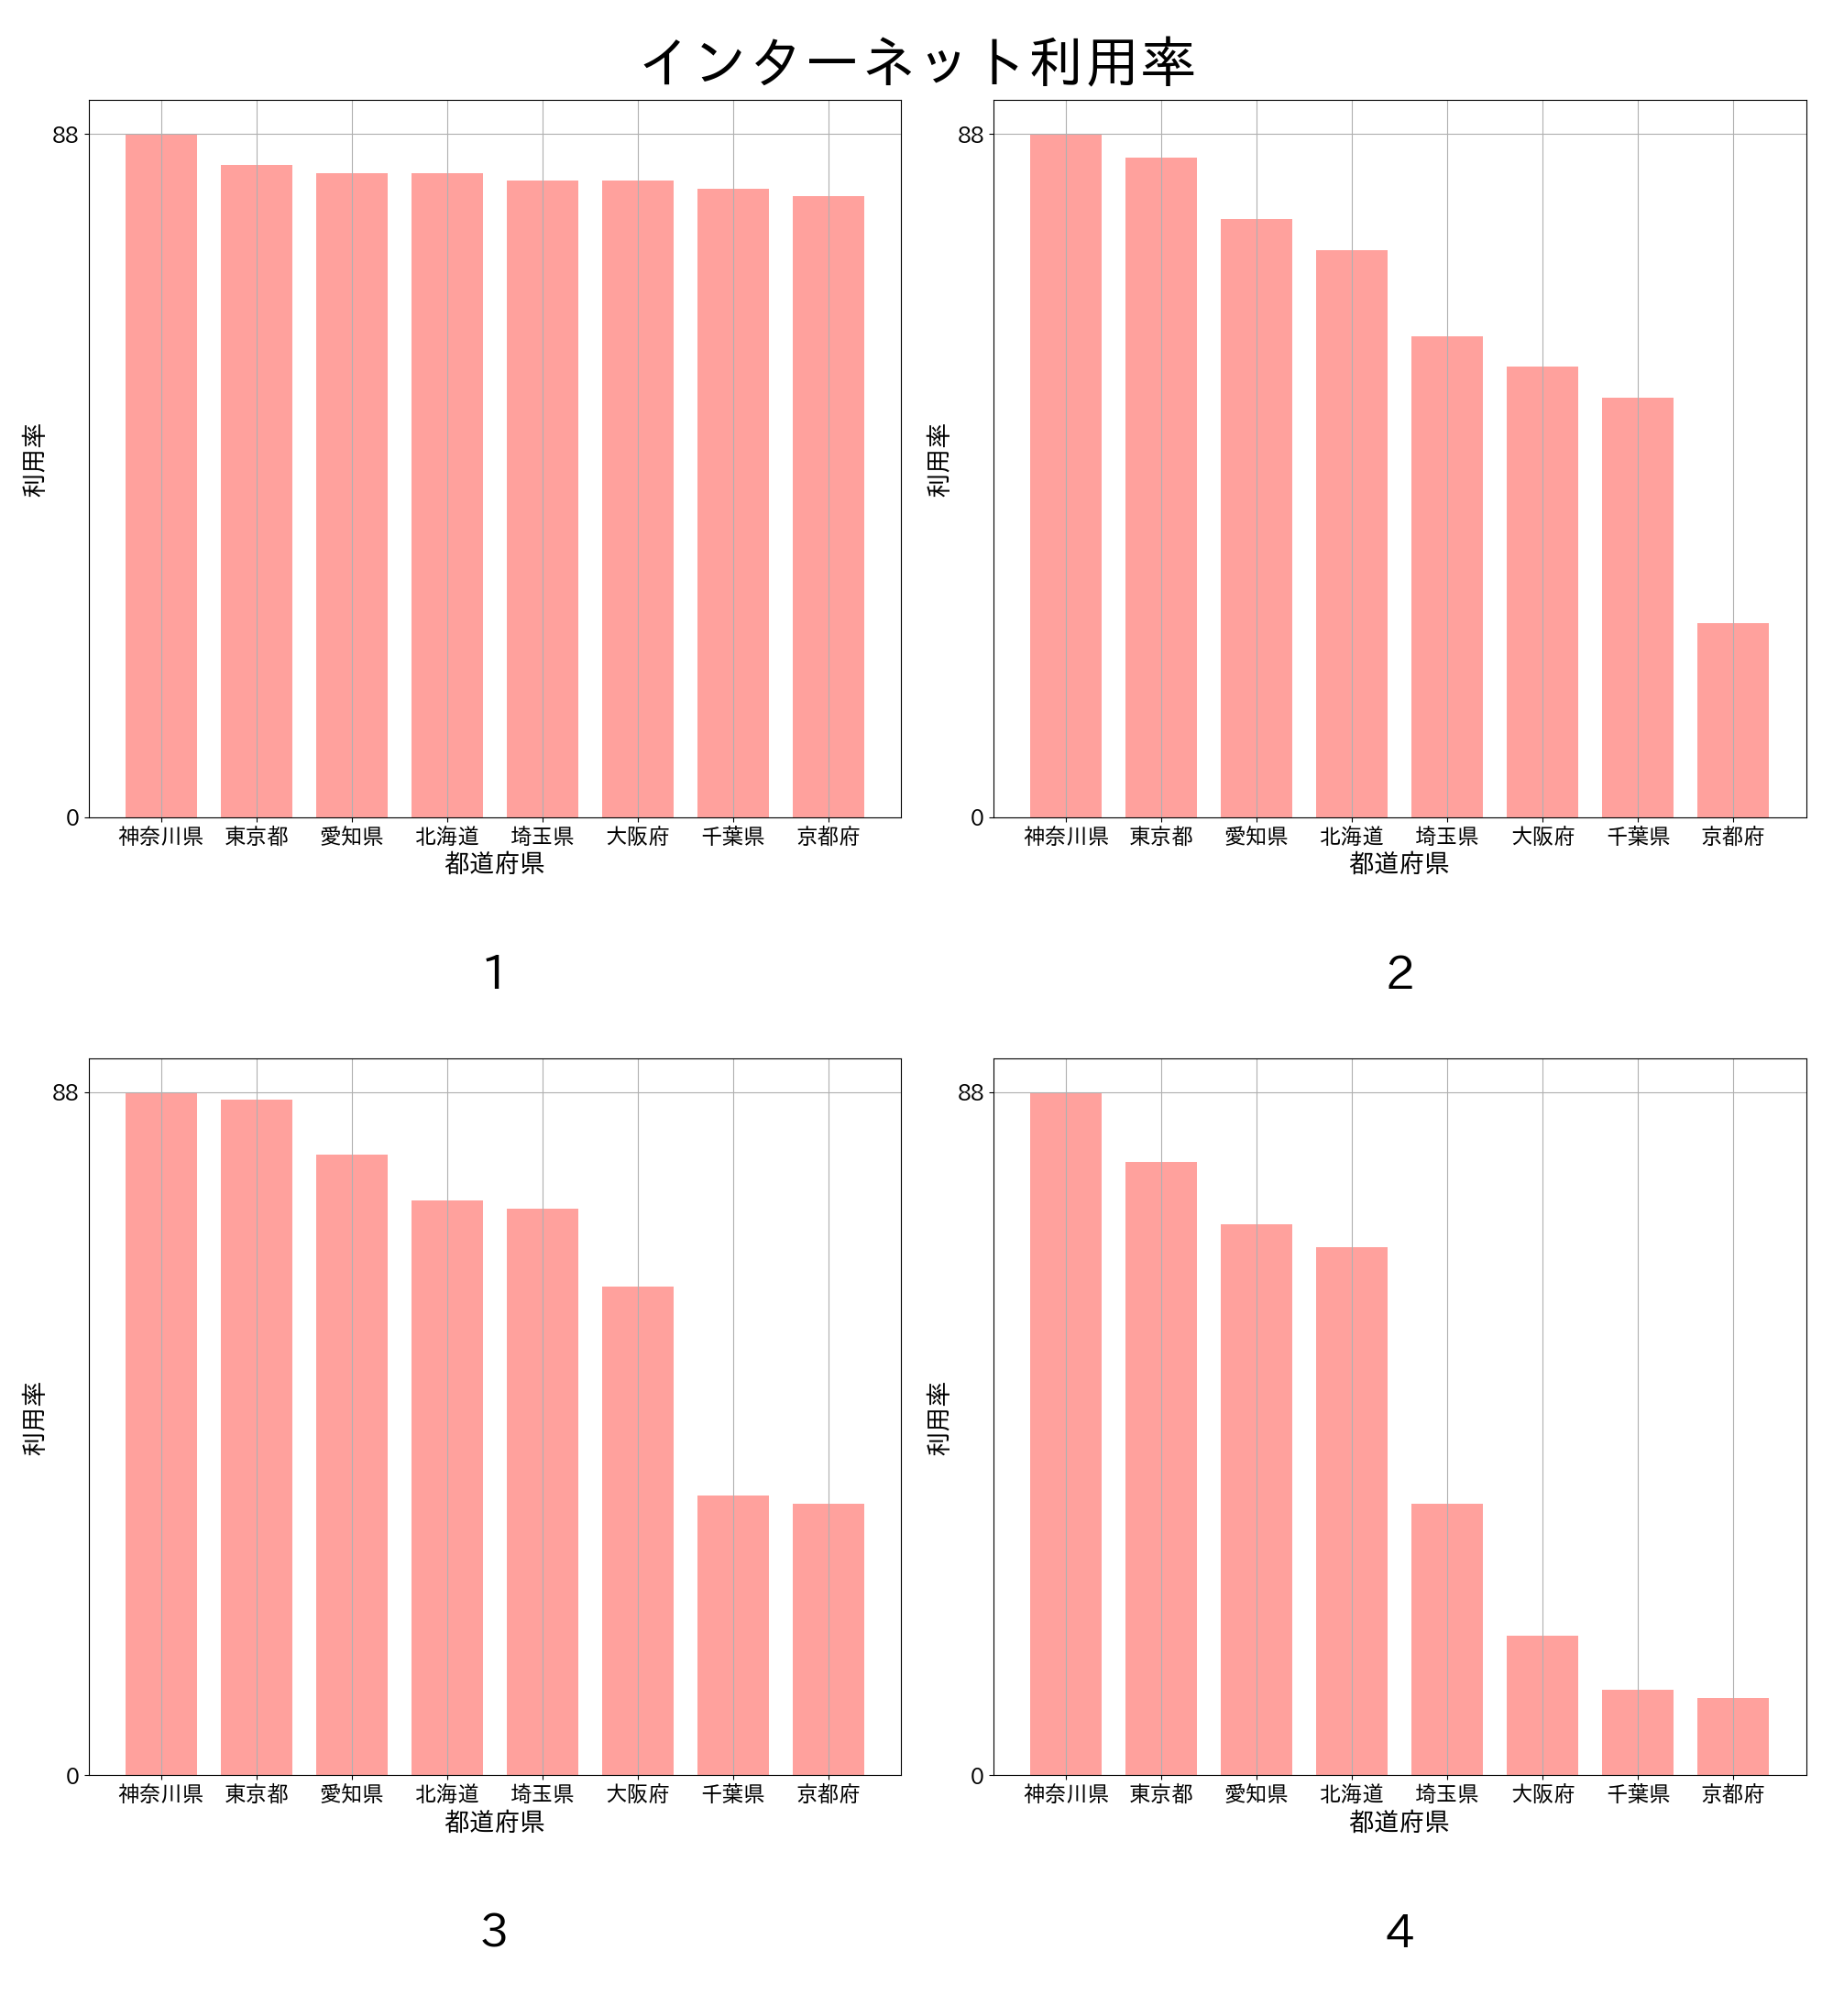 インターネット利用率
88
0
利用率
神奈川県 東京都 愛知県 北海道 埼玉県 大阪府 千葉県 京都府
都道府県
1
88
0
利用率
神奈川県 東京都 愛知県 北海道 埼玉県 大阪府 千葉県 京都府
都道府県
2
88
0
利用率
神奈川県 東京都 愛知県 北海道 埼玉県 大阪府 千葉県 京都府
都道府県
3
88
0
利用率
神奈川県 東京都 愛知県 北海道 埼玉県 大阪府 千葉県 京都府
都道府県
4